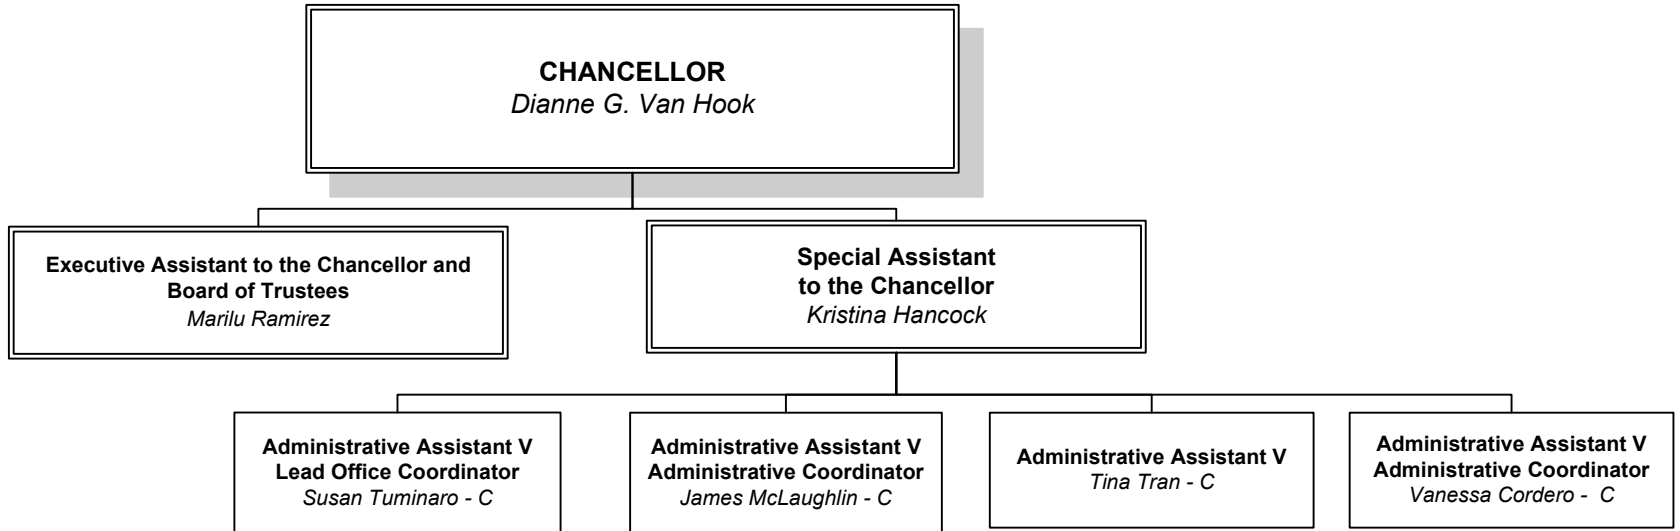 CHANCELLOR
Dianne G. Van Hook
Executive Assistant to the Chancellor and
Board of Trustees
Marilu Ramirez
Special Assistant
to the Chancellor
Kristina Hancock
Administrative Assistant V
Lead Office Coordinator
Susan Tuminaro - C
Administrative Assistant V
Administrative Coordinator
James McLaughlin - C
Administrative Assistant V
Tina Tran - C
Administrative Assistant V
Administrative Coordinator
Vanessa Cordero - C